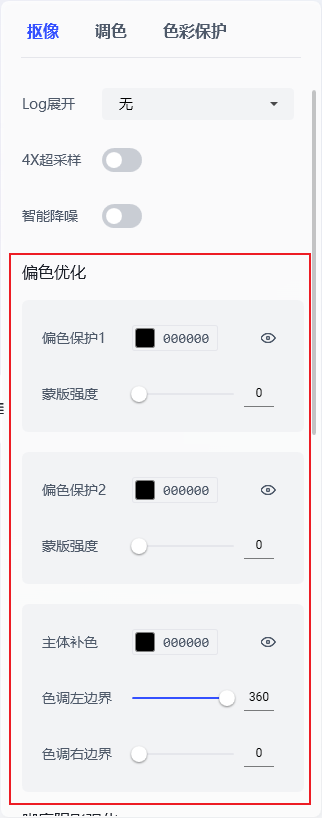 抠像 调色 色彩保护
Log展开 无
4X超采样
智能降噪
偏色优化
偏色保护1 000000
蒙版强度 0
偏色保护2 000000
蒙版强度 0
主体补色 000000
色调左边界 360
色调右边界 0